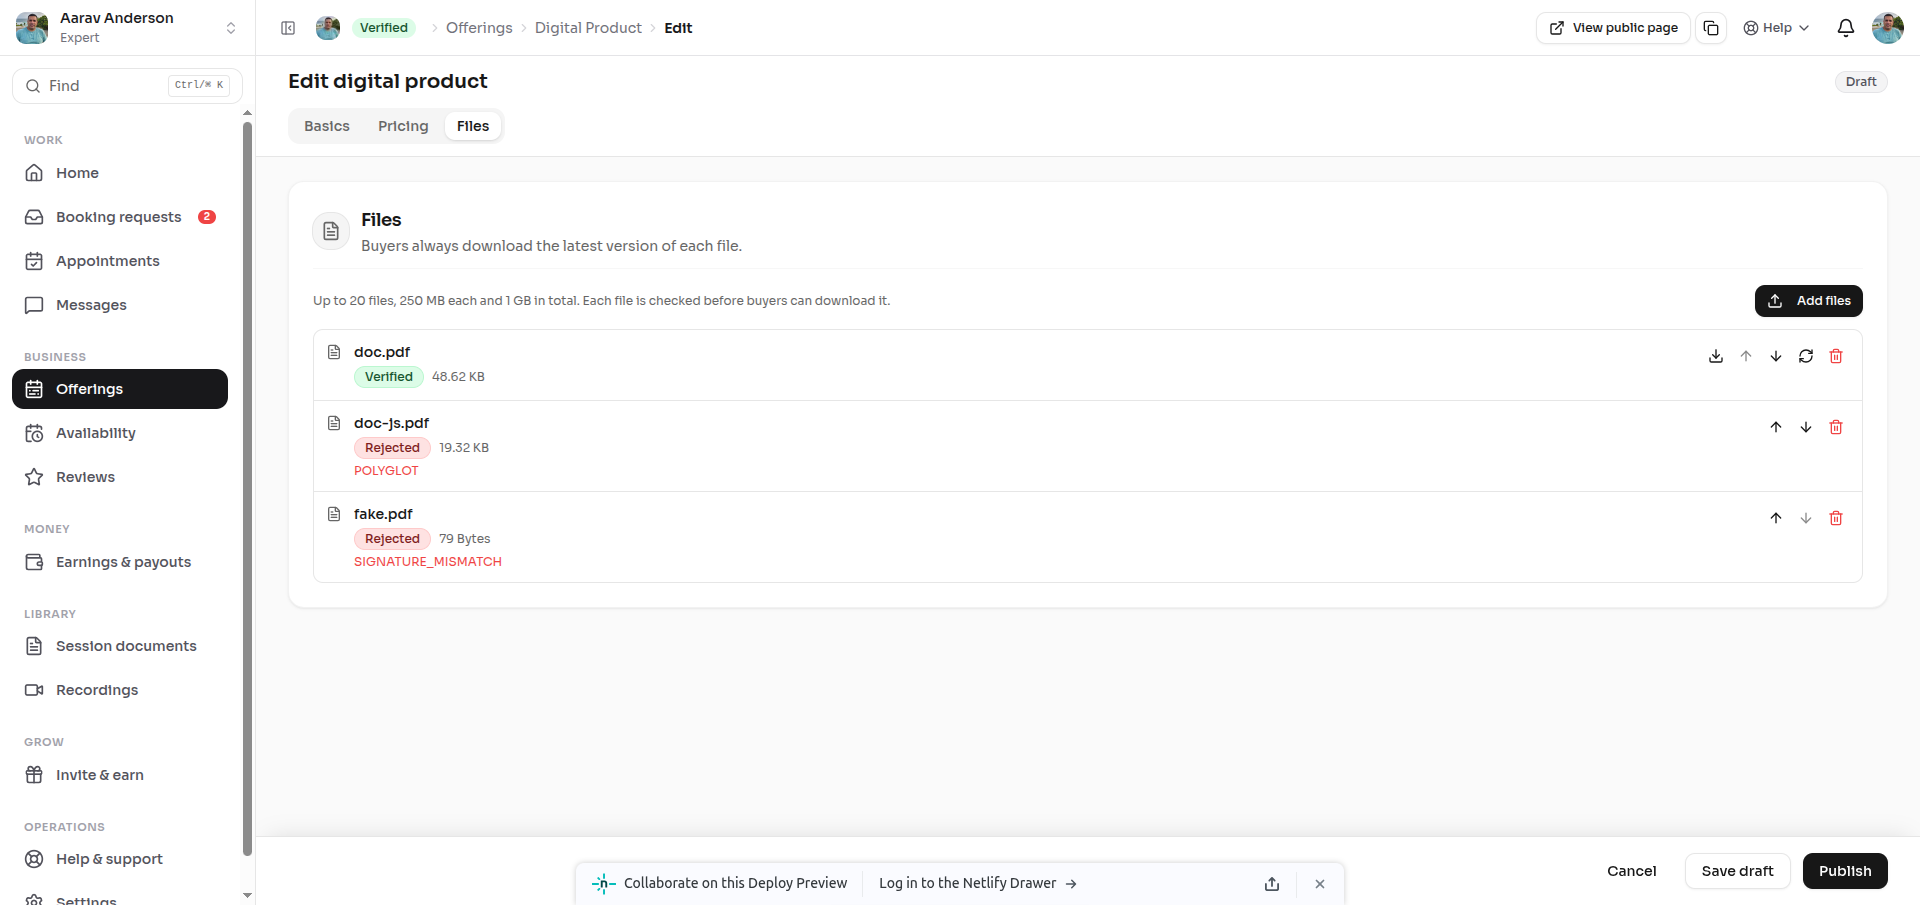 Aarav Anderson
Expert
Find
Ctrl/⌘ K
WORK
Home
Booking requests 2
Appointments
Messages
BUSINESS
Offerings
Availability
Reviews
MONEY
Earnings & payouts
LIBRARY
Session documents
Recordings
GROW
Invite & earn
OPERATIONS
Help & support
Settings
Verified > Offerings > Digital Product > Edit
View public page
Help
Edit digital product
Draft
Basics Pricing Files
Files
Buyers always download the latest version of each file.
Up to 20 files, 250 MB each and 1 GB in total. Each file is checked before buyers can download it.
Add files
doc.pdf
Verified 48.62 KB
doc-js.pdf
Rejected 19.32 KB
POLYGLOT
fake.pdf
Rejected 79 Bytes
SIGNATURE_MISMATCH
Collaborate on this Deploy Preview
Log in to the Netlify Drawer →
Cancel
Save draft
Publish